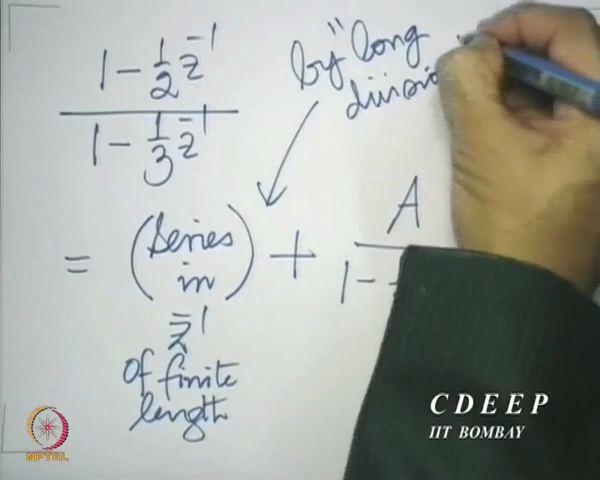 1 - 1/2 z^-1
1 - 1/3 z^-1
by "long
division
= (series in z^-1 of finite length) + A
1 -
CDEEP
IIT BOMBAY
NPTEL